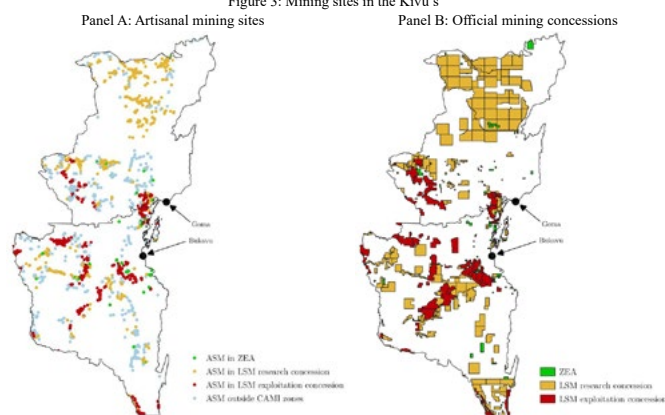 Figure 3: Mining sites in the Kivu's
Panel A: Artisanal mining sites
Panel B: Official mining concessions
Goma
Bukavu
Goma
Bukavu
ASM in ZEA
ASM in LSM research concession
ASM in LSM exploitation concession
ASM outside CAMI zones
ZEA
LSM research concession
LSM exploitation concession